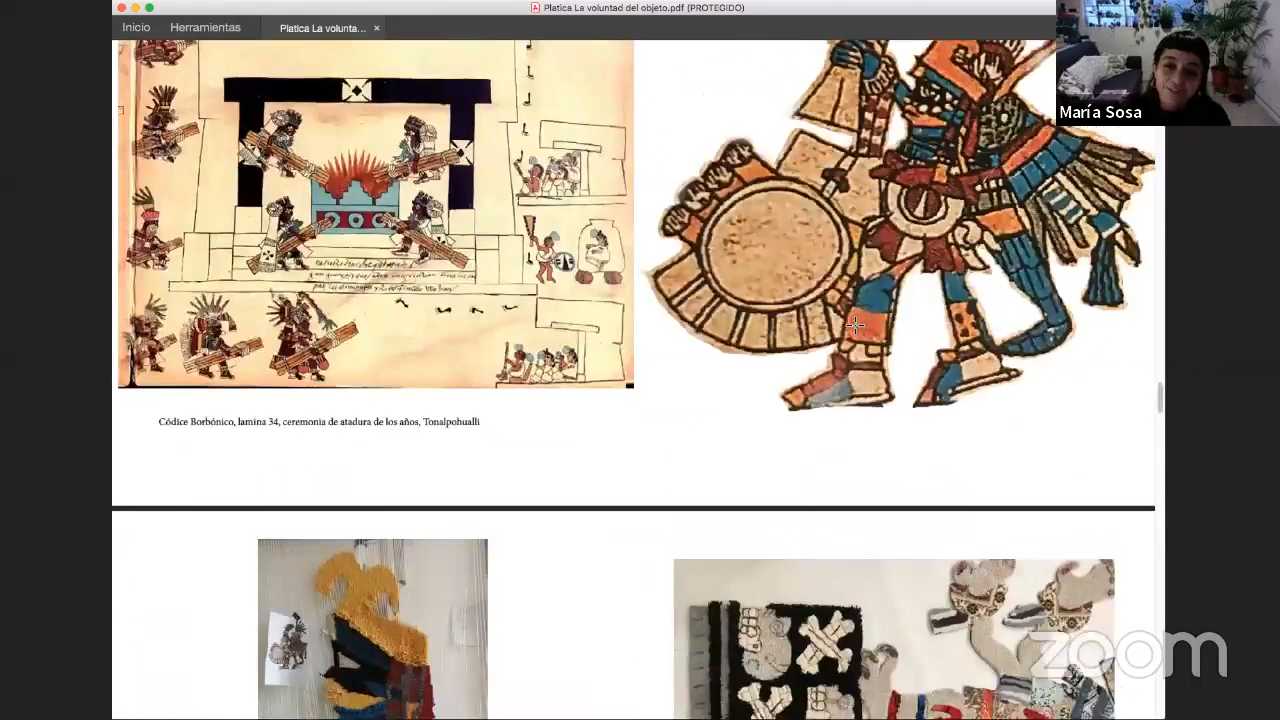 Platica La voluntad del objeto.pdf (PROTEGIDO)
Inicio
Herramientas
Platica La volunta...
María Sosa
Códice Borbónico, lamina 34, ceremonia de atadura de los años, Tonalpohualli
zoom